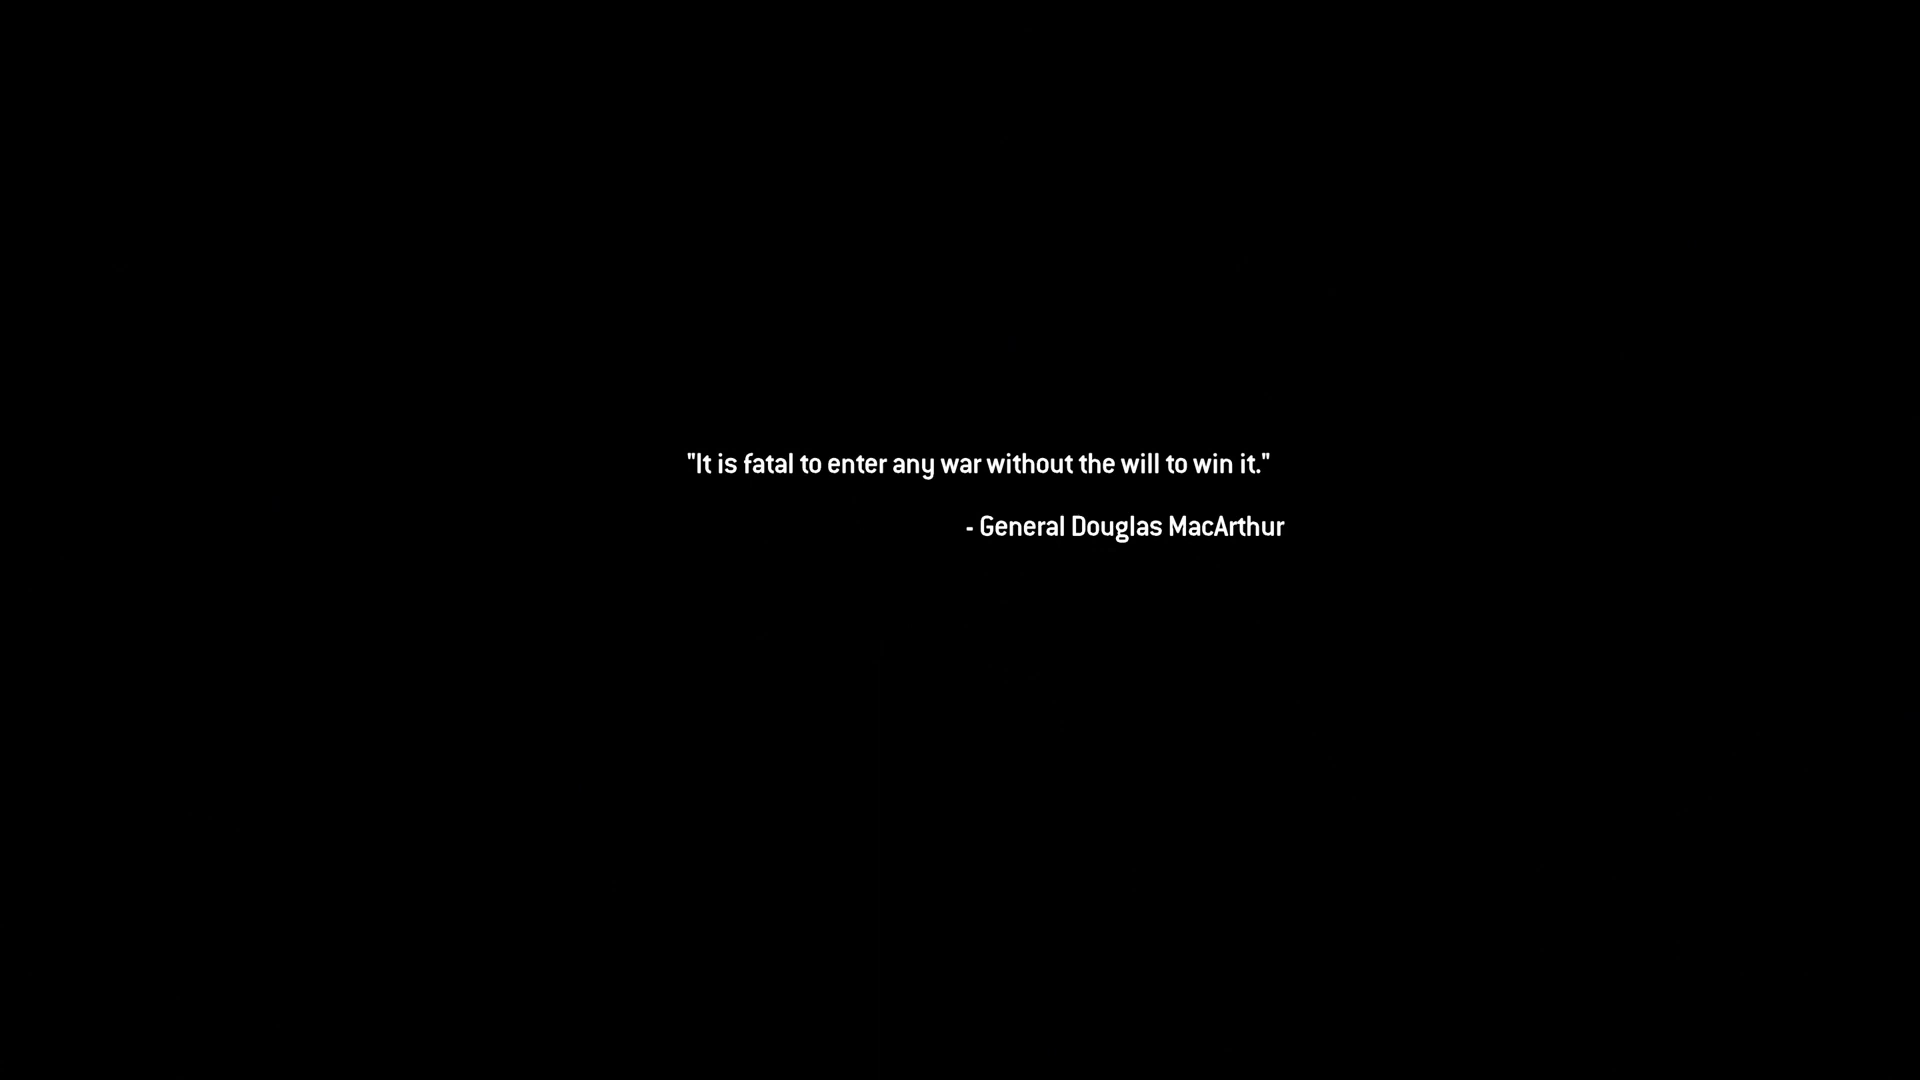 "It is fatal to enter any war without the will to win it."
- General Douglas MacArthur